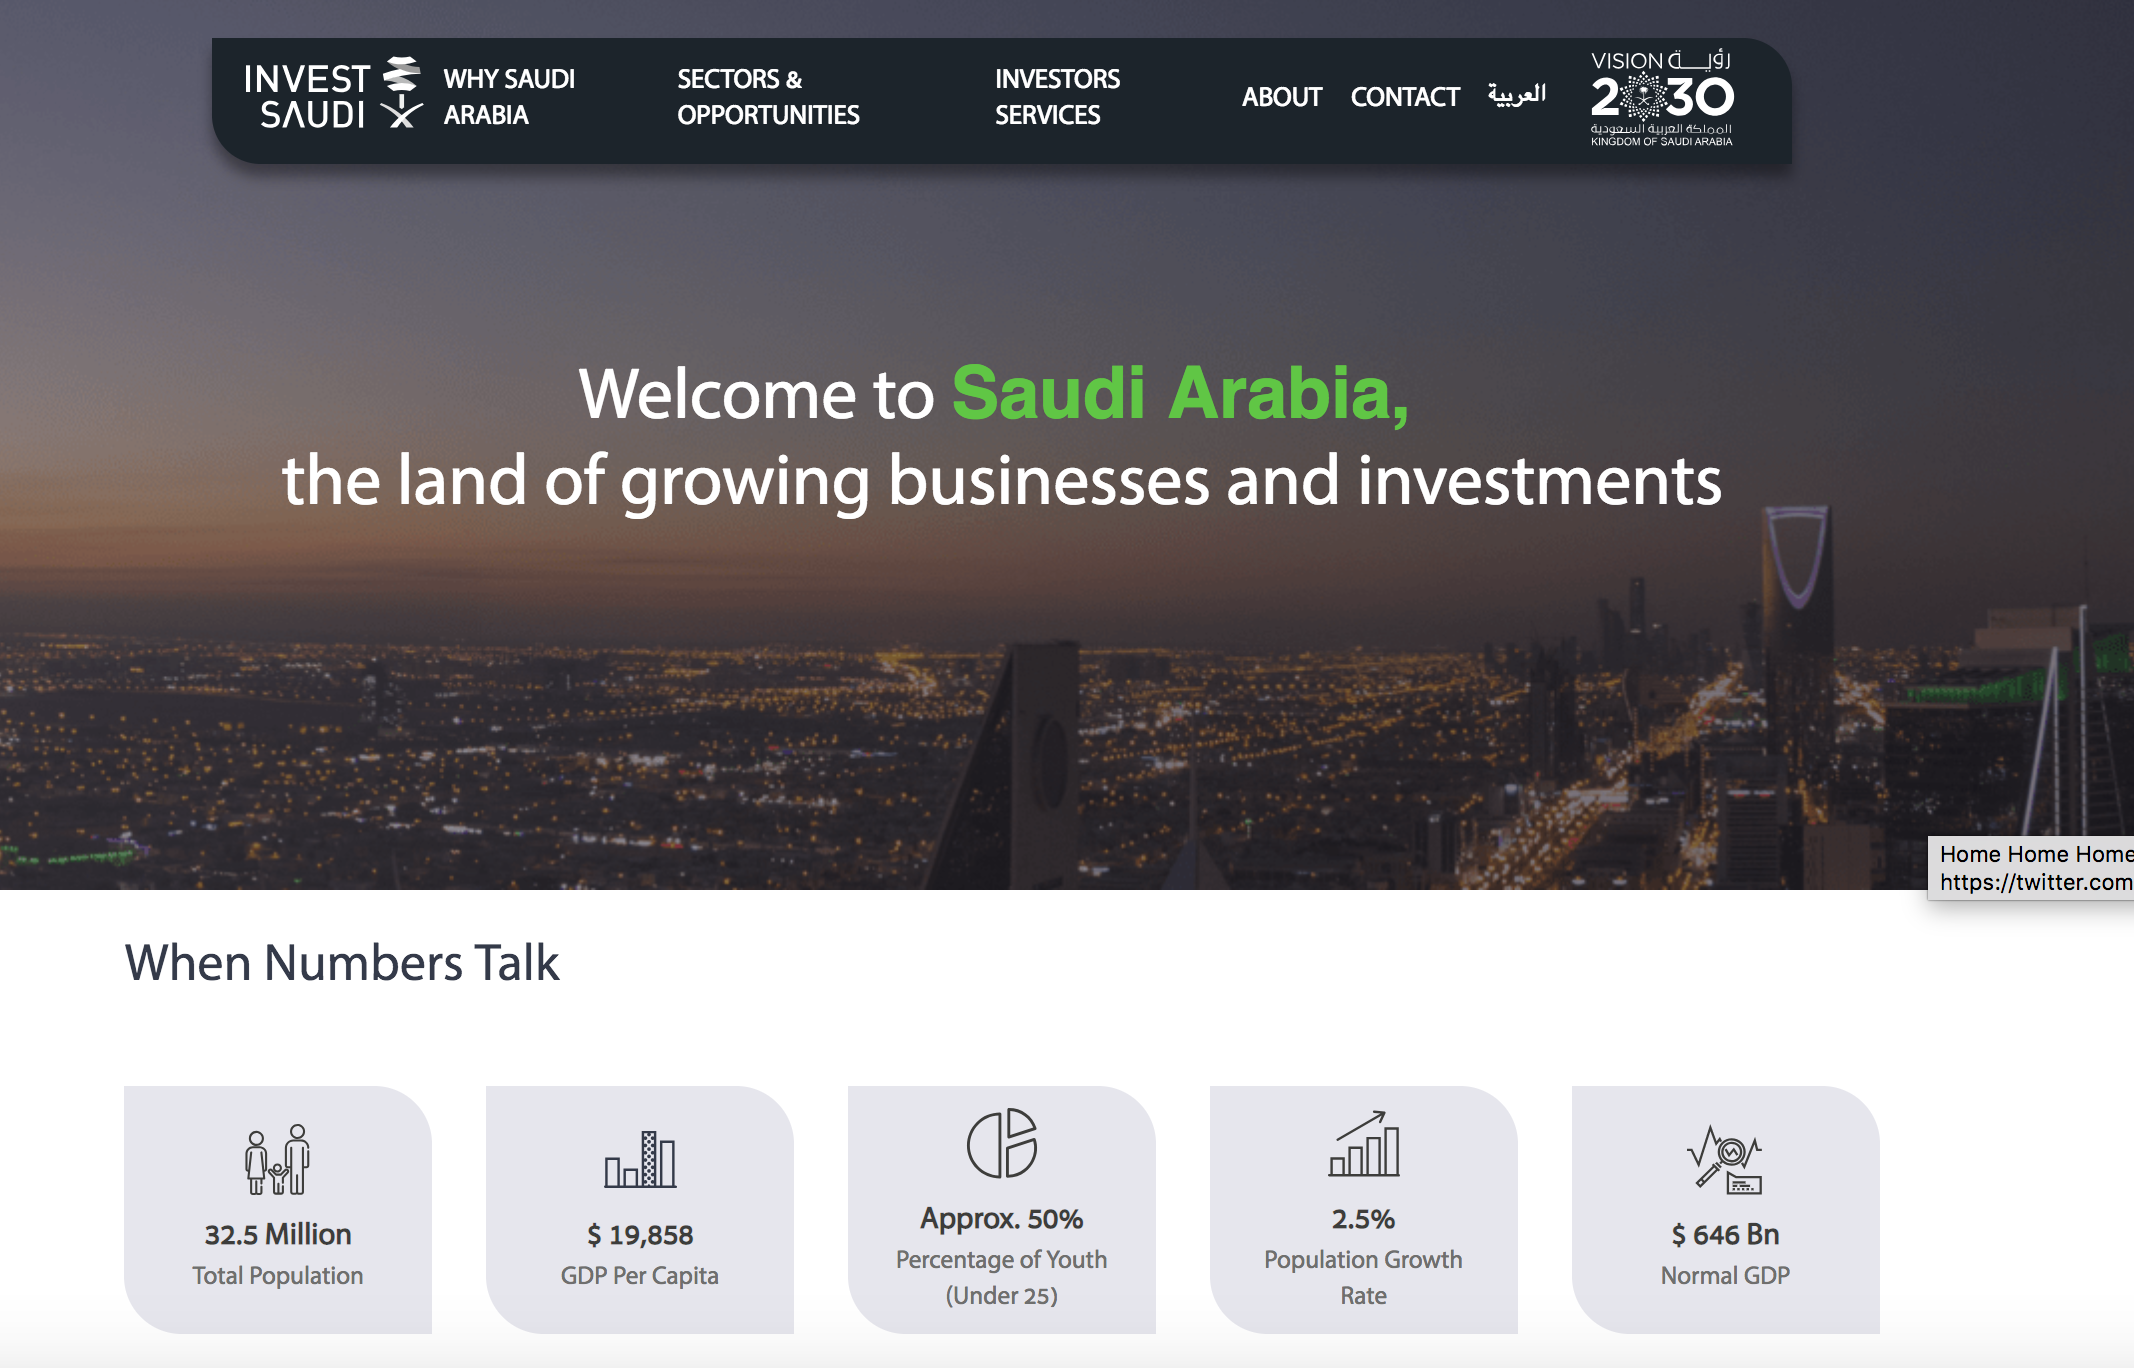 INVEST
SAUDI
WHY SAUDI
ARABIA
SECTORS &
OPPORTUNITIES
INVESTORS
SERVICES
ABOUT
CONTACT
العربية
VISION رؤيـــة
2030
المملكة العربية السعودية
KINGDOM OF SAUDI ARABIA
Welcome to Saudi Arabia,
the land of growing businesses and investments
Home Home Home
https://twitter.com
When Numbers Talk
32.5 Million
Total Population
$ 19,858
GDP Per Capita
Approx. 50%
Percentage of Youth
(Under 25)
2.5%
Population Growth
Rate
$ 646 Bn
Normal GDP